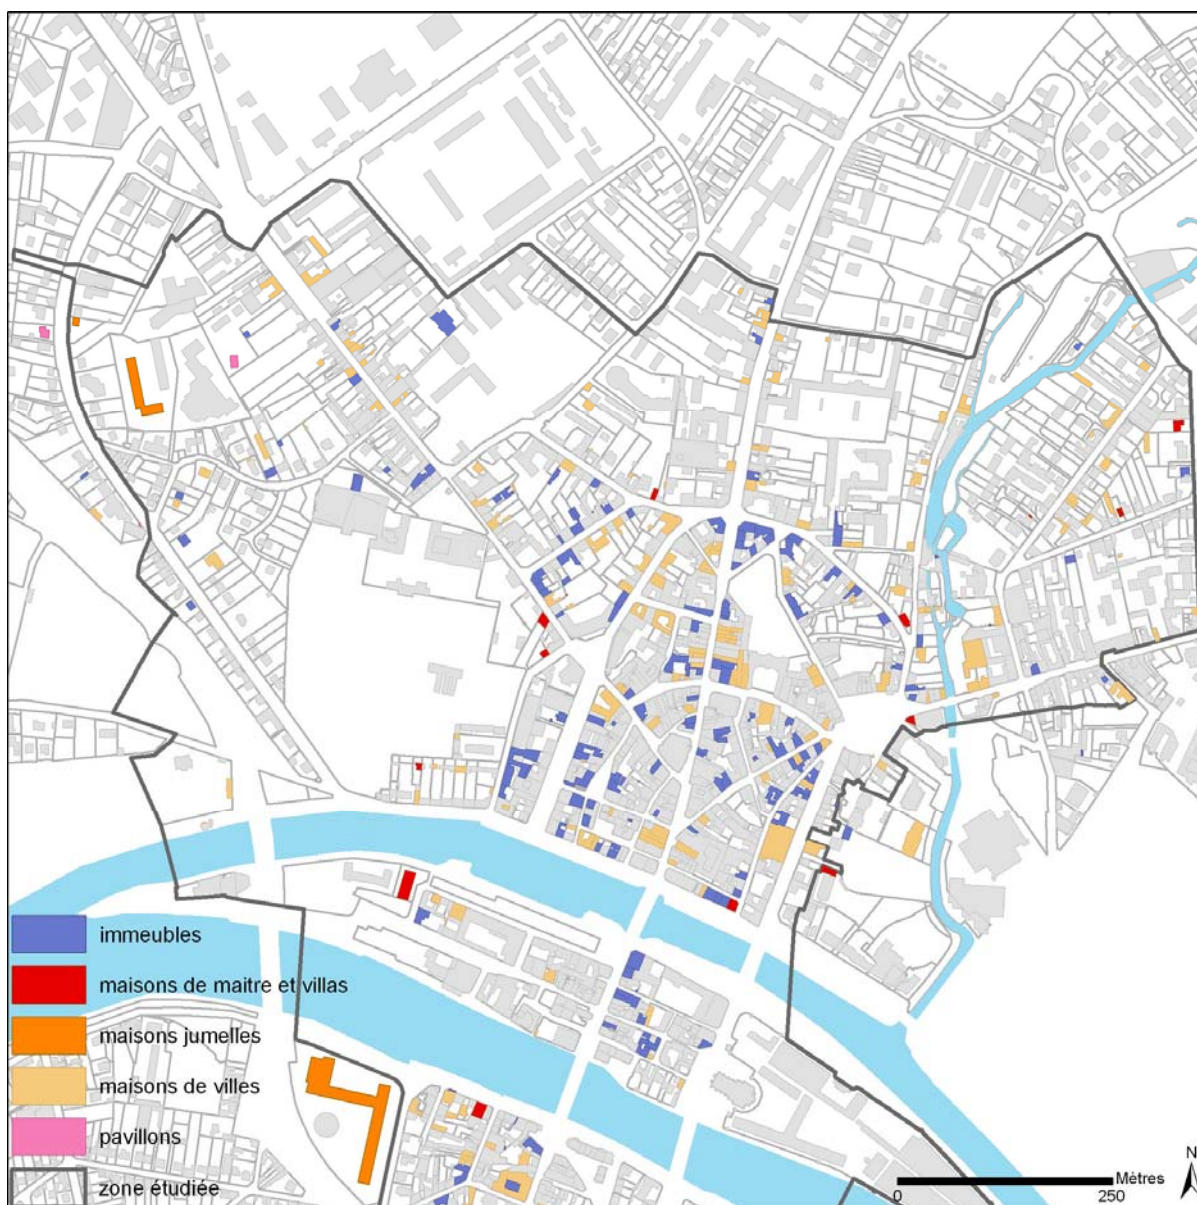 immeubles
maisons de maitre et villas
maisons jumelles
maisons de villes
pavillons
zone étudiée
N
Mètres
0 250